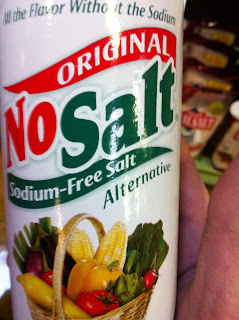 All the Flavor Without the Sodium
ORIGINAL
NoSalt
Sodium-Free Salt
Alternative